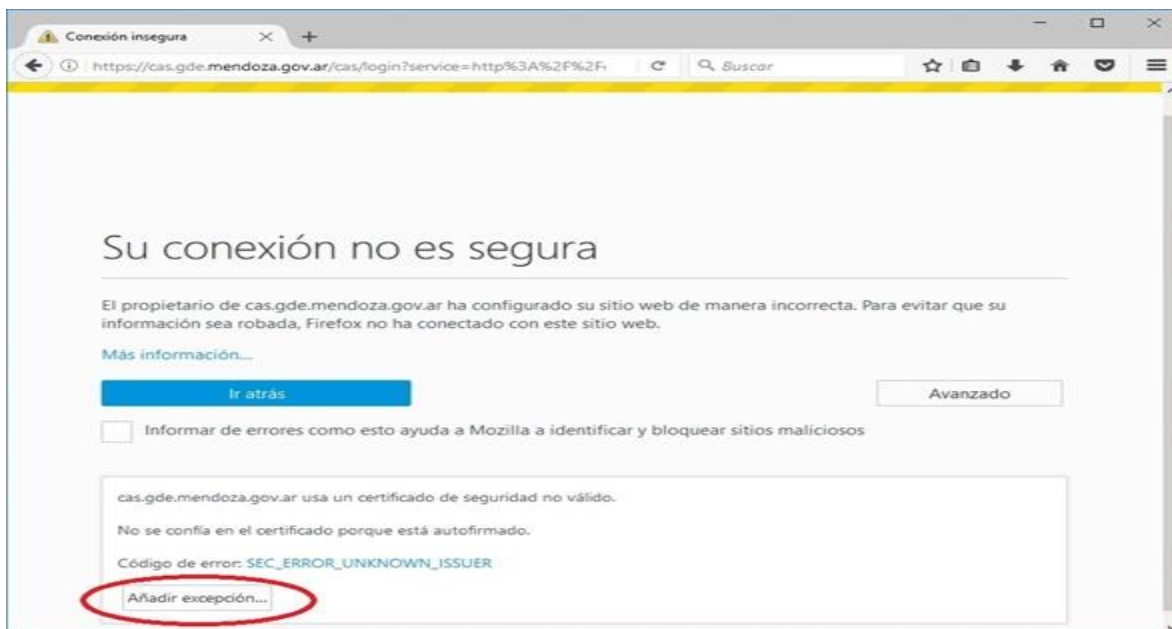 Conexión insegura
https://cas.gde.mendoza.gov.ar/cas/login?service=http%3A%2F%2F
Buscar
Su conexión no es segura
El propietario de cas.gde.mendoza.gov.ar ha configurado su sitio web de manera incorrecta. Para evitar que su
información sea robada, Firefox no ha conectado con este sitio web.
Más información...
Ir atrás
Avanzado
Informar de errores como esto ayuda a Mozilla a identificar y bloquear sitios maliciosos
cas.gde.mendoza.gov.ar usa un certificado de seguridad no válido.
No se confía en el certificado porque está autofirmado.
Código de error: SEC_ERROR_UNKNOWN_ISSUER
Añadir excepción...